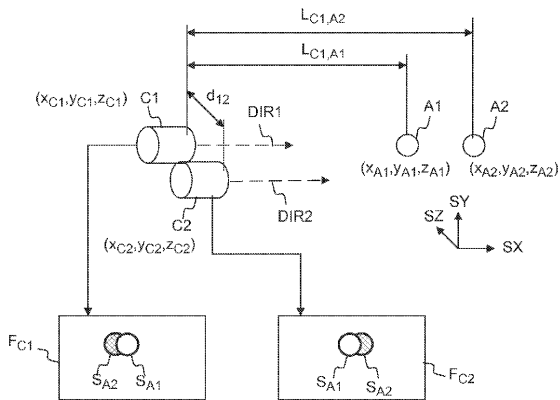 L_C1,A2
L_C1,A1
(x_C1,y_C1,z_C1)
C1
d_12
DIR1
A1
A2
(x_A1,y_A1,z_A1)
(x_A2,y_A2,z_A2)
DIR2
C2
(x_C2,y_C2,z_C2)
SY
SZ
SX
F_C1
S_A2
S_A1
S_A1
S_A2
F_C2